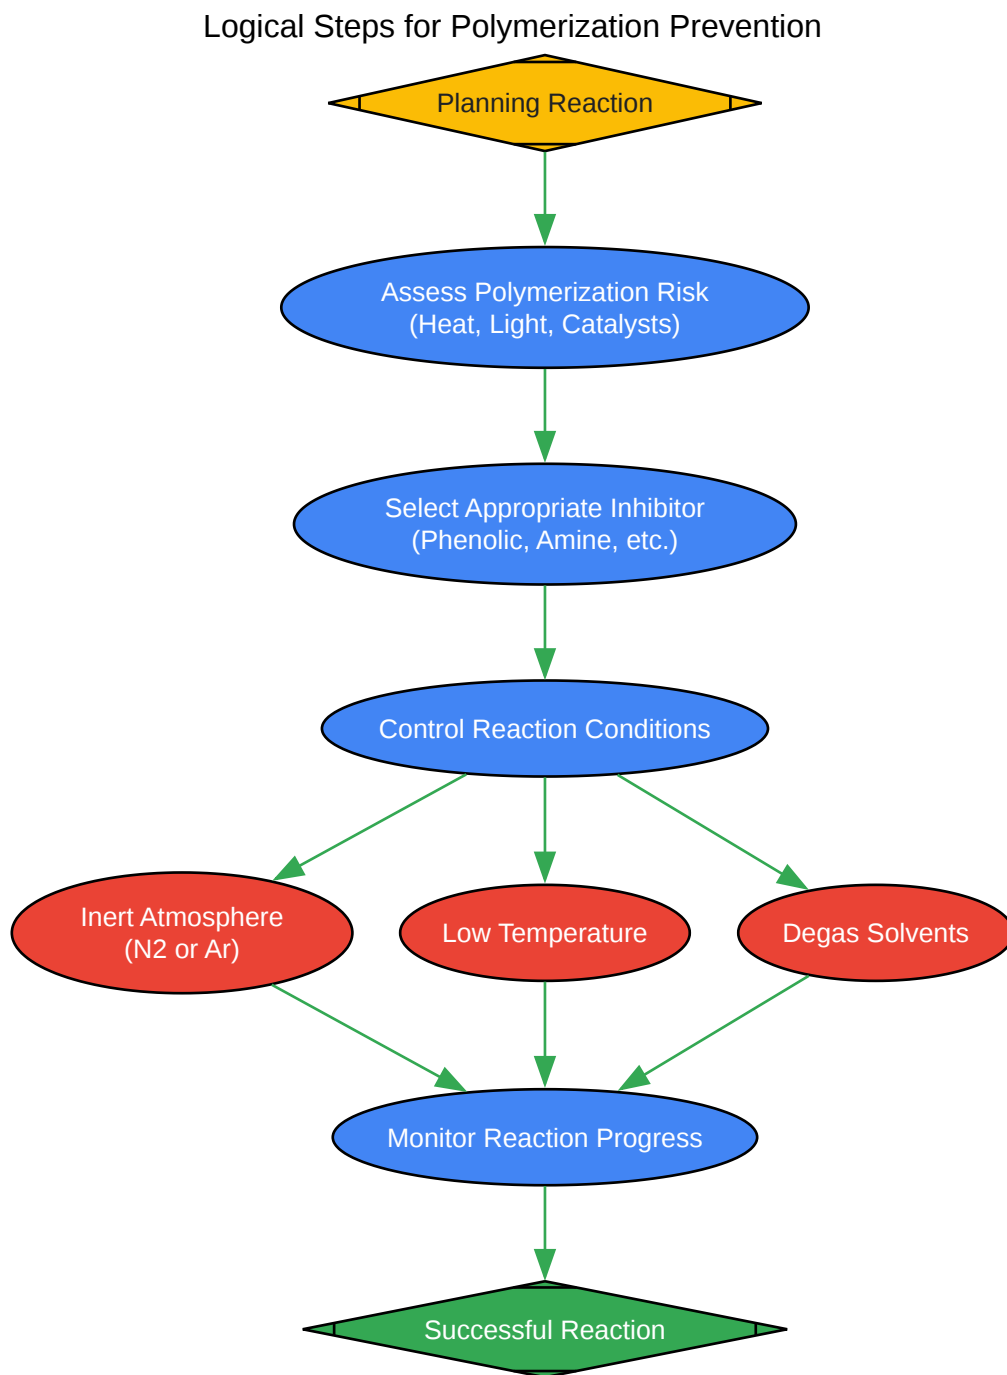 Logical Steps for Polymerization Prevention
Planning Reaction
Assess Polymerization Risk
(Heat, Light, Catalysts)
Select Appropriate Inhibitor
(Phenolic, Amine, etc.)
Control Reaction Conditions
Inert Atmosphere
(N2 or Ar)
Low Temperature
Degas Solvents
Monitor Reaction Progress
Successful Reaction